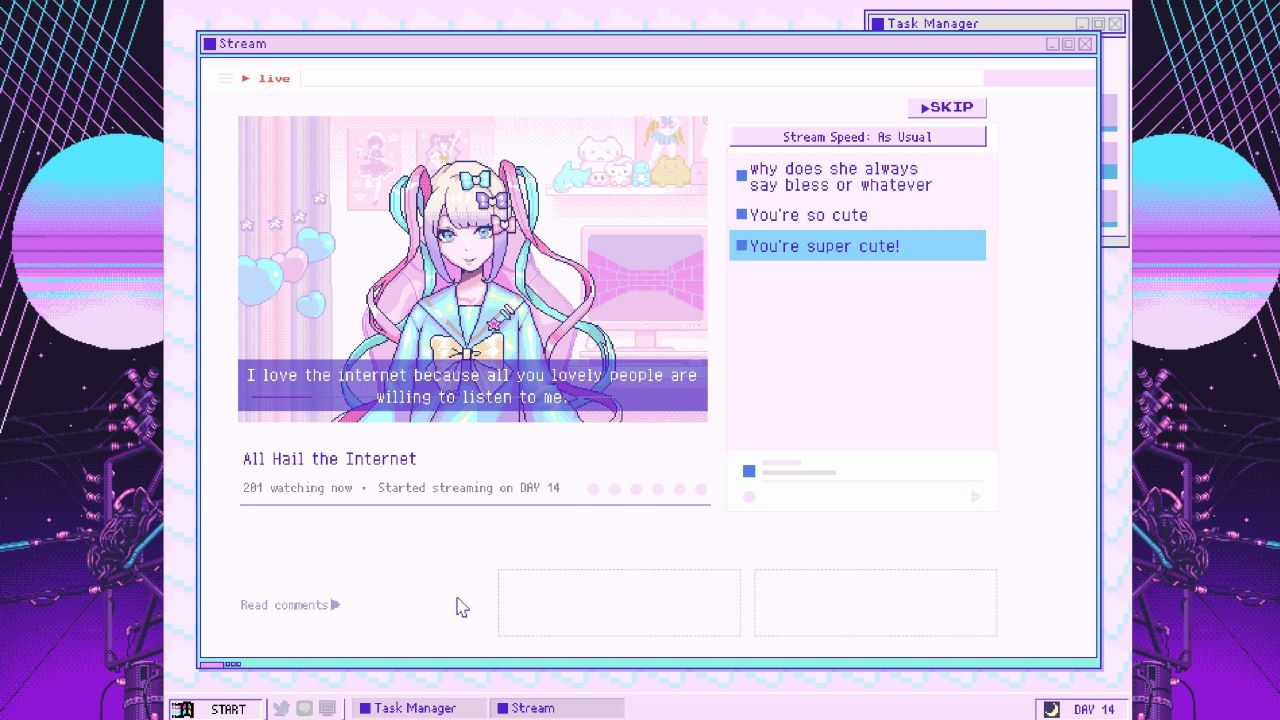 Task Manager
Stream
live
▶SKIP
Stream Speed: As Usual
why does she always
say bless or whatever
You're so cute
You're super cute!
I love the internet because all you lovely people are
willing to listen to me.
All Hail the Internet
201 watching now • Started streaming on DAY 14
Read comments▶
START
Task Manager
Stream
DAY 14